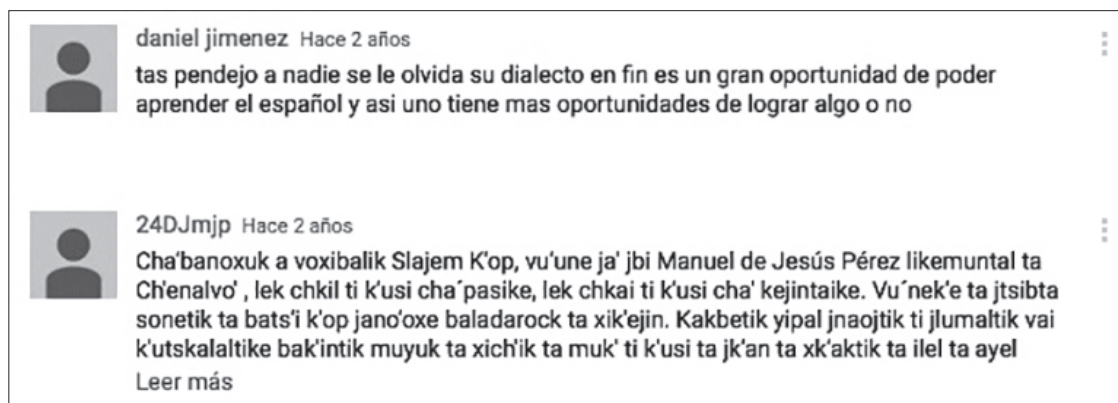 daniel jimenez Hace 2 años
tas pendejo a nadie se le olvida su dialecto en fin es un gran oportunidad de poder
aprender el español y asi uno tiene mas oportunidades de lograr algo o no
24DJmjp Hace 2 años
Cha'banoxuk a voxibalik Slajem K'op, vu'une ja' jbi Manuel de Jesús Pérez likemuntal ta
Ch'enalvo' , lek chkil ti k'usi cha´pasike, lek chkai ti k'usi cha' kejintaike. Vu´nek'e ta jtsibta
sonetik ta bats'i k'op jano'oxe baladarock ta xik'ejin. Kakbetik yipal jnaojtik ti jlumaltik vai
k'utskalaltike bak'intik muyuk ta xich'ik ta muk' ti k'usi ta jk'an ta xk'aktik ta ilel ta ayel
Leer más